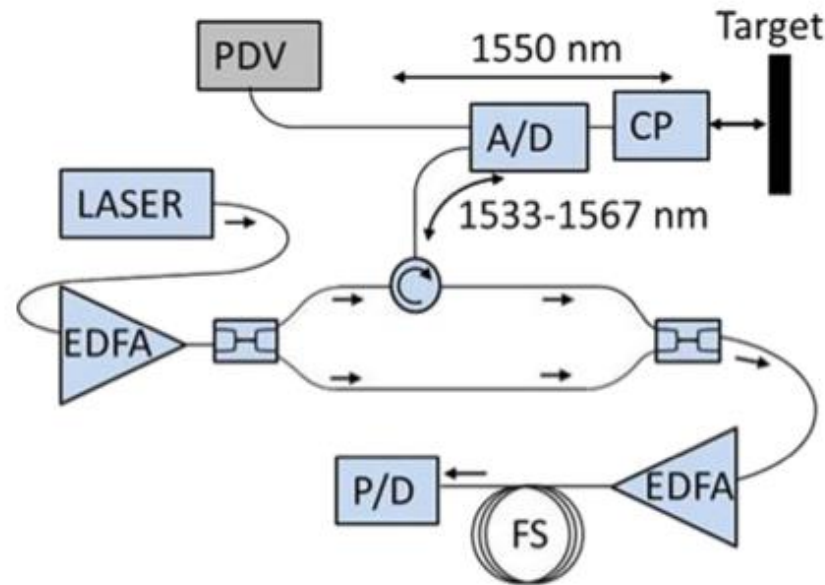 Target
1550 nm
PDV
A/D
CP
LASER
1533-1567 nm
EDFA
P/D
FS
EDFA